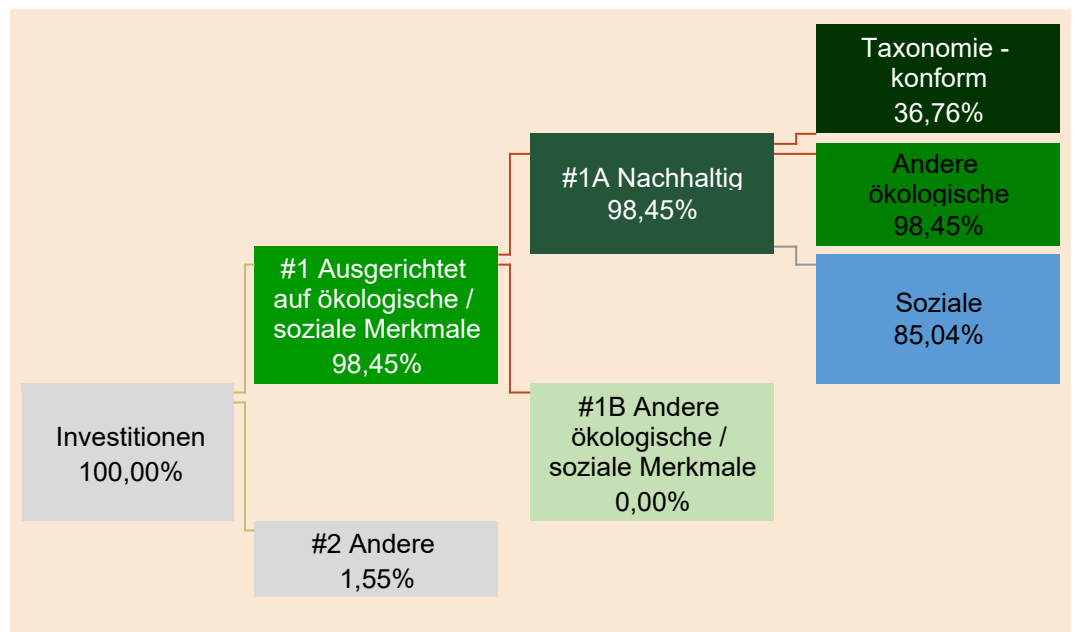 Taxonomie -
konform
36,76%
Andere
ökologische
98,45%
#1A Nachhaltig
98,45%
Soziale
85,04%
#1 Ausgerichtet
auf ökologische /
soziale Merkmale
98,45%
#1B Andere
ökologische /
soziale Merkmale
0,00%
Investitionen
100,00%
#2 Andere
1,55%